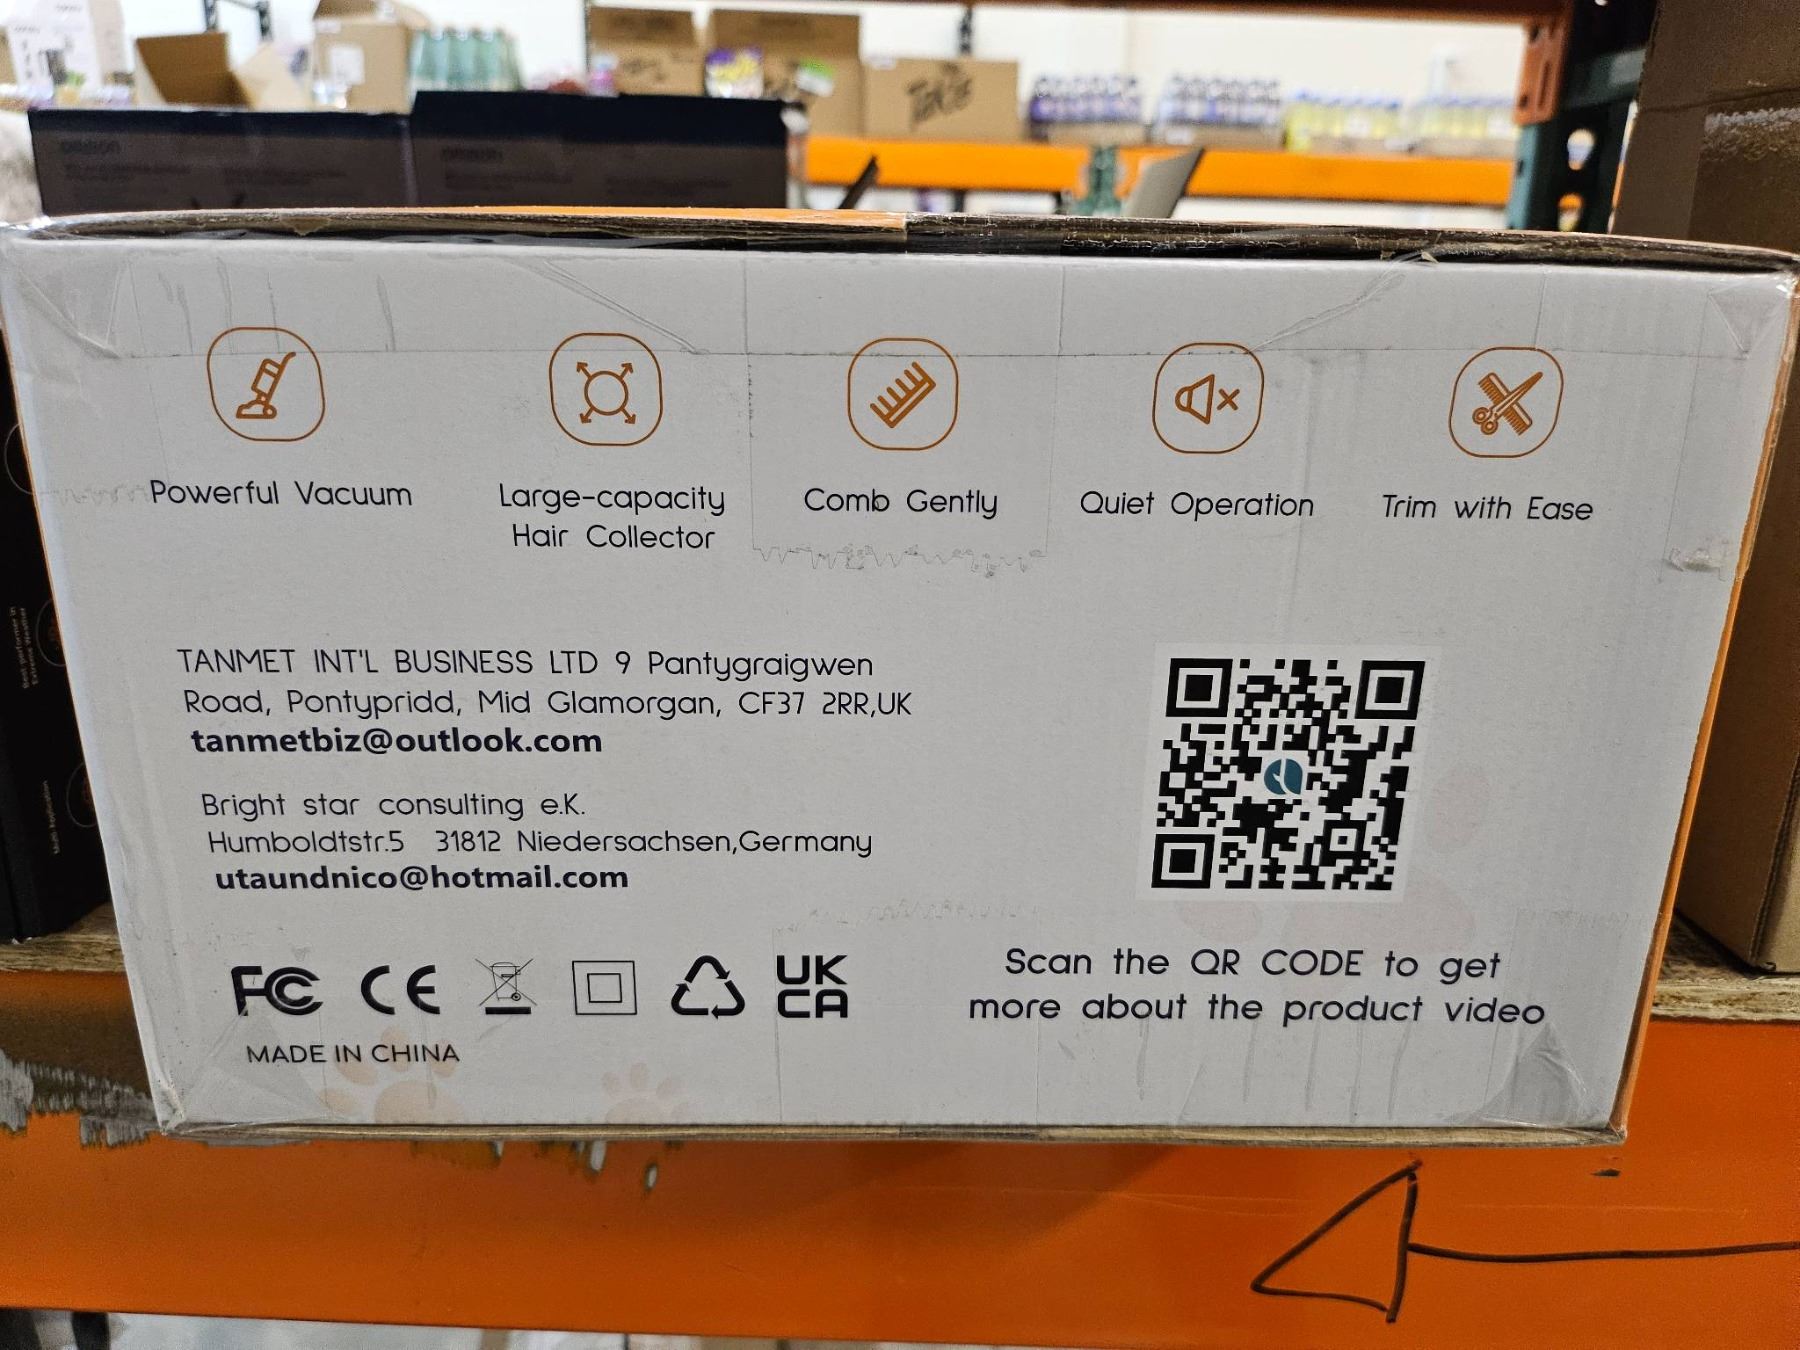 Powerful Vacuum
Large-capacity
Hair Collector
Comb Gently
Quiet Operation
Trim with Ease
TANMET INT'L BUSINESS LTD 9 Pantygraigwen
Road, Pontypridd, Mid Glamorgan, CF37 2RR,UK
tanmetbiz@outlook.com
Bright star consulting e.K.
Humboldtstr.5 31812 Niedersachsen,Germany
utaundnico@hotmail.com
FC CE UK
CA
MADE IN CHINA
Scan the QR CODE to get
more about the product video